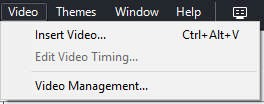 Video Themes Window Help
Insert Video... Ctrl+Alt+V
Edit Video Timing...
Video Management...